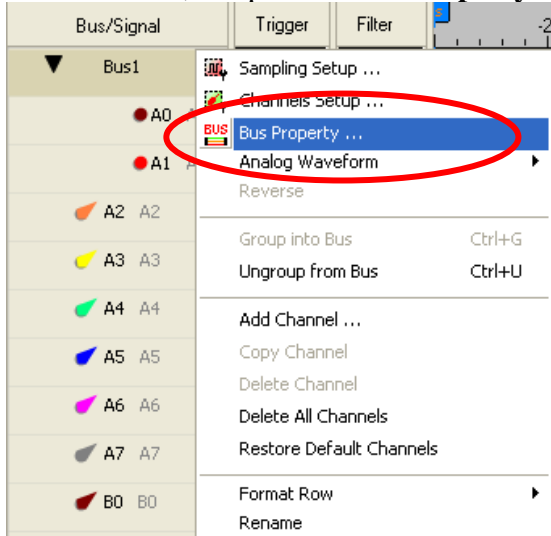 Bus/Signal Trigger Filter -2
Bus1
Sampling Setup ...
Channels Setup ...
A0
BUS Bus Property ...
A1 A
Analog Waveform
Reverse
A2 A2
Group into Bus Ctrl+G
A3 A3
Ungroup from Bus Ctrl+U
A4 A4
Add Channel ...
A5 A5
Copy Channel
Delete Channel
A6 A6
Delete All Channels
A7 A7
Restore Default Channels
B0 B0
Format Row
Rename